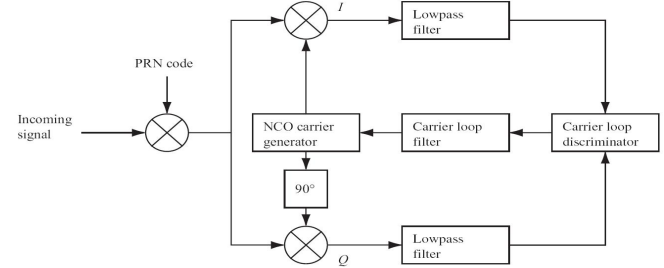 I
Lowpass
filter
PRN code
Incoming
signal
NCO carrier
generator
Carrier loop
filter
Carrier loop
discriminator
90°
Lowpass
filter
Q